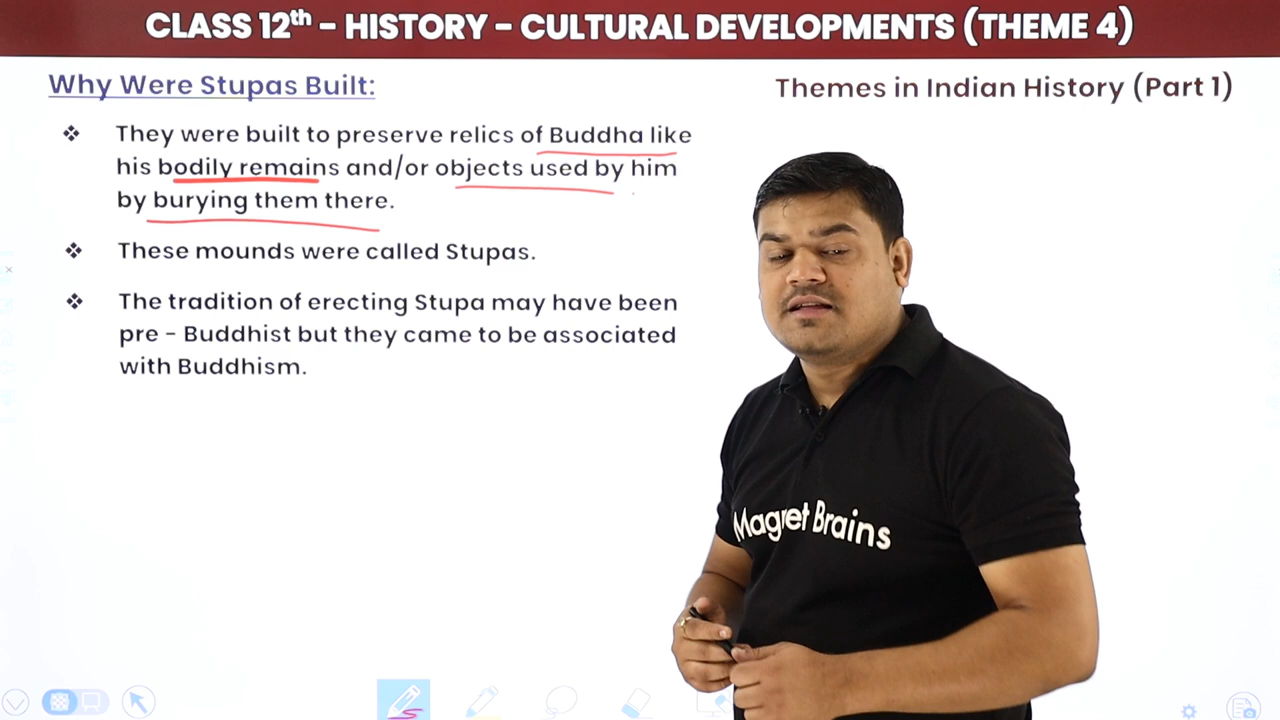 CLASS 12th - HISTORY - CULTURAL DEVELOPMENTS (THEME 4)
Why Were Stupas Built:
Themes in Indian History (Part 1)
❖ They were built to preserve relics of Buddha like
his bodily remains and/or objects used by him
by burying them there.
❖ These mounds were called Stupas.
❖ The tradition of erecting Stupa may have been
pre - Buddhist but they came to be associated
with Buddhism.
Magnet Brains